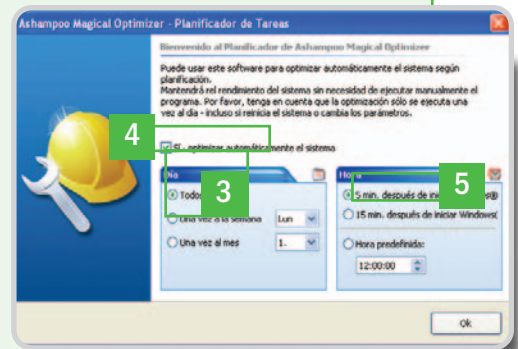 Ashampoo Magical Optimizer - Planificador de Tareas
Bienvenido al Planificador de Ashampoo Magical Optimizer
Puede usar este software para optimizar automáticamente el sistema según
planificación.
Mantendrá rel rendimiento del sistema sin necesidad de ejecutar manualmente el
programa. Por favor, tenga en cuenta que la optimización sólo se ejecuta una
vez al día - incluso si reinicia el sistema o cambia los parámetros.
4
Sí - optimizar automáticamente el sistema
Día
Todos
3
Una vez a la semana Lun
Una vez al mes 1.
Hora
5 min. después de
5
15 min. después de iniciar Windows(
Hora predefinida:
12:00:00
Ok